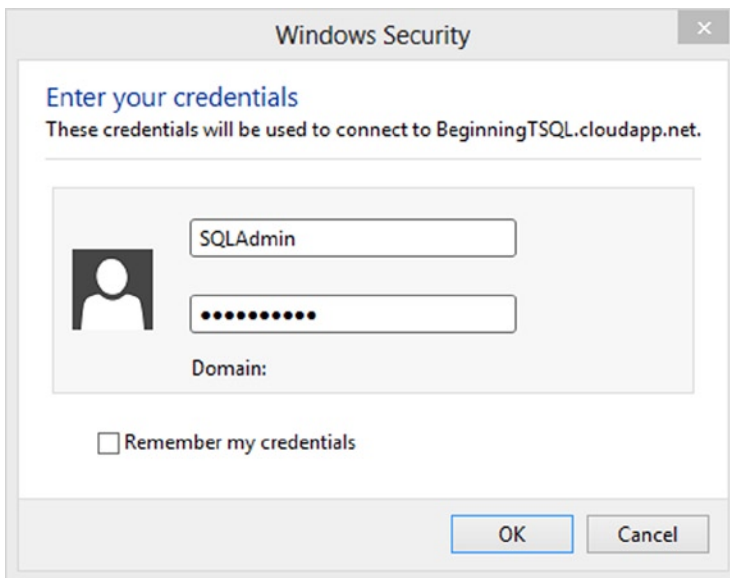 Windows Security
Enter your credentials
These credentials will be used to connect to BeginningTSQL.cloudapp.net.
SQLAdmin
●●●●●●●●●●
Domain:
Remember my credentials
OK
Cancel